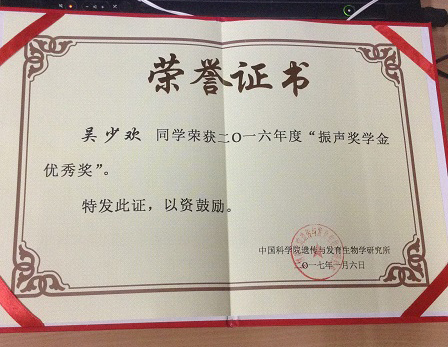 荣誉证书
吴少欢 同学荣获二〇一六年度“振声奖学金
优秀奖”。
特发此证，以资鼓励。
中国科学院遗传与发育生物学研究所
二〇一七年一月六日